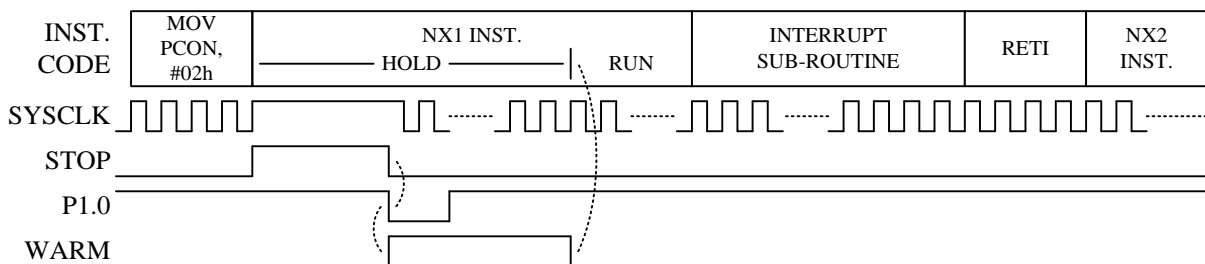 INST. CODE
MOV PCON, #02h
NX1 INST.
HOLD
RUN
INTERRUPT SUB-ROUTINE
RETI
NX2 INST.
SYSCLK
STOP
P1.0
WARM